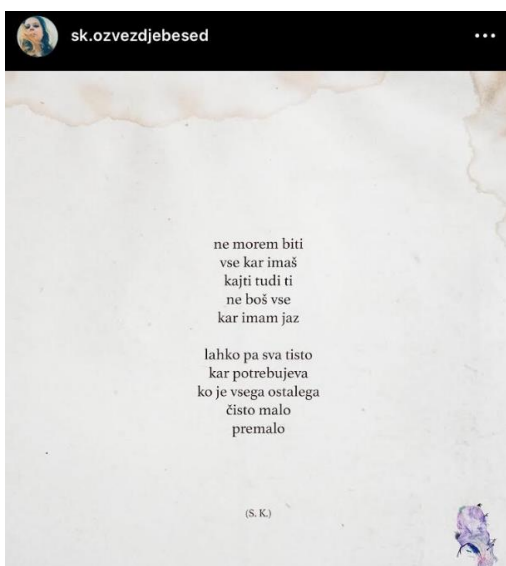 sk.ozvezdjebesed
ne morem biti
vse kar imaš
kajti tudi ti
ne boš vse
kar imam jaz
lahko pa sva tisto
kar potrebujeva
ko je vsega ostalega
čisto malo
premalo
(S. K.)